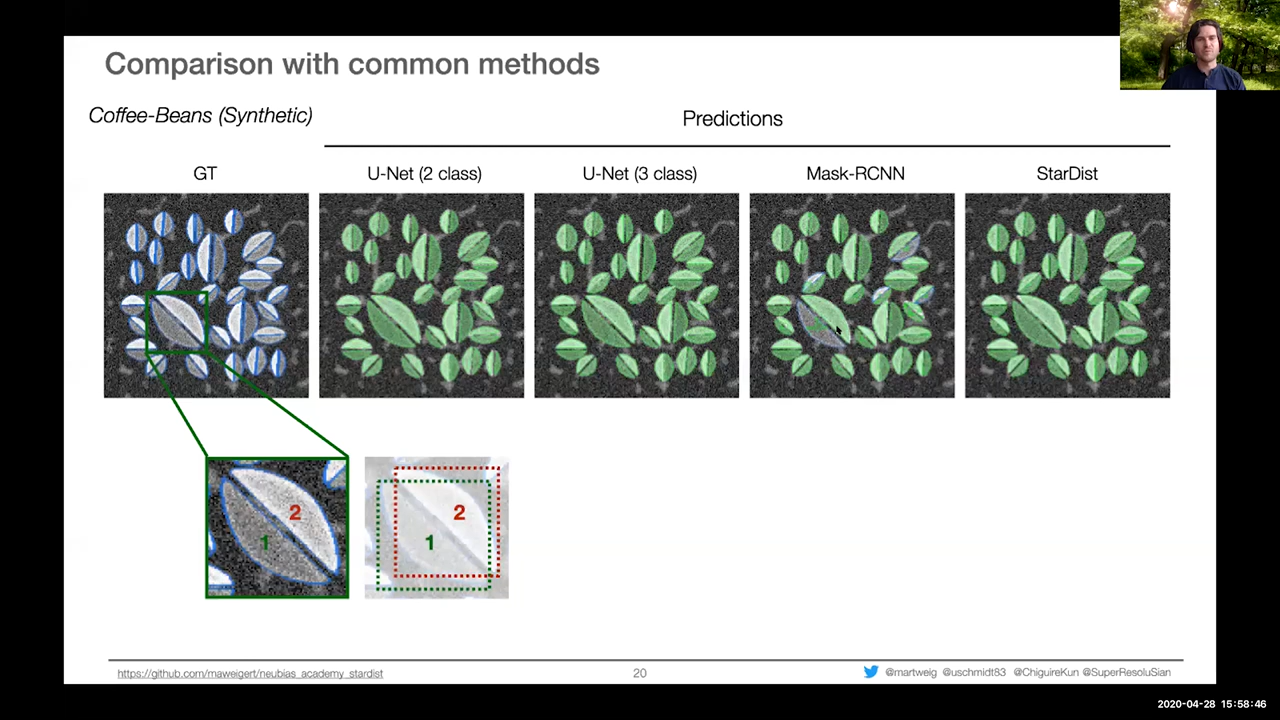 Comparison with common methods
Coffee-Beans (Synthetic)
Predictions
GT
U-Net (2 class)
U-Net (3 class)
Mask-RCNN
StarDist
2
1
2
1
https://github.com/maweigert/neubias_academy_stardist
20
@martweig @uschmidt83 @ChiguireKun @SuperResoluSian
2020-04-28 15:58:46